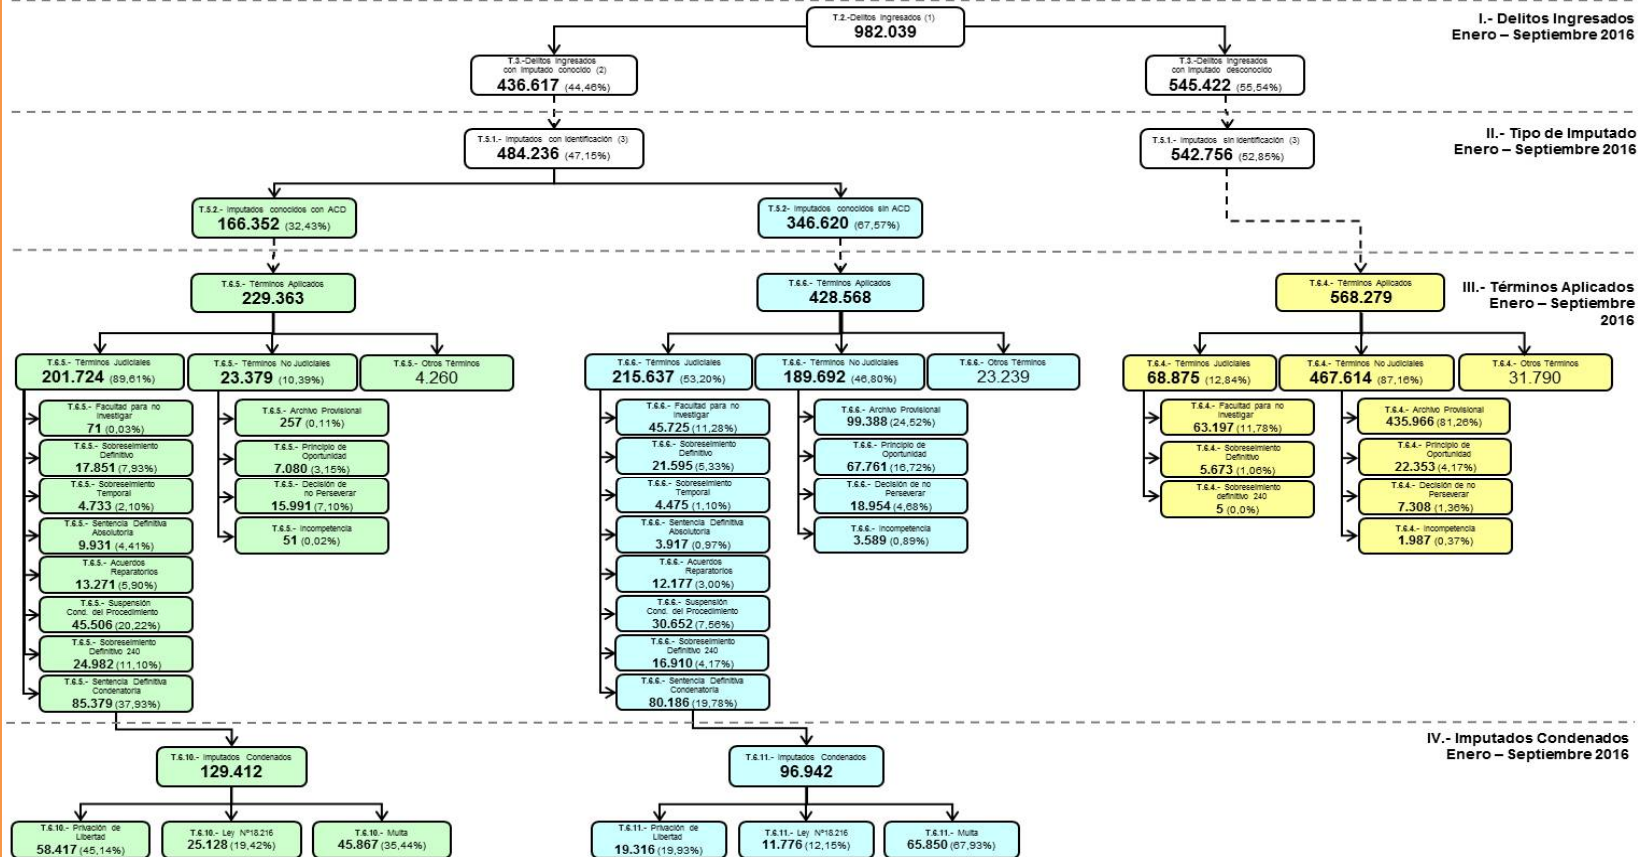 T.2.-Delitos Ingresados (1)
982.039
I.- Delitos Ingresados
Enero – Septiembre 2016
T.3.-Delitos Ingresados
con Imputado conocido (2)
436.617 (44,46%)
T.3.-Delitos Ingresados
con Imputado desconocido
545.422 (55,54%)
II.- Tipo de Imputado
Enero – Septiembre 2016
T.5.1.- Imputados con Identificación (3)
484.236 (47,15%)
T.5.1.- Imputados sin Identificación (3)
542.756 (52,85%)
T.5.2.- Imputados conocidos con ACD
166.352 (32,43%)
T.5.2- Imputados conocidos sin ACD
346.620 (67,57%)
III.- Términos Aplicados
Enero – Septiembre
2016
T.6.5.- Términos Aplicados
229.363
T.6.6.- Términos Aplicados
428.568
T.6.4.- Términos Aplicados
568.279
T.6.5.- Términos Judiciales
201.724 (89,61%)
T.6.5.- Términos No Judiciales
23.379 (10,39%)
T.6.5.- Otros Términos
4.260
T.6.6.- Términos Judiciales
215.637 (53,20%)
T.6.6.- Términos No Judiciales
189.692 (46,80%)
T.6.6.- Otros Términos
23.239
T.6.4.- Términos Judiciales
68.875 (12,84%)
T.6.4.- Términos No Judiciales
467.614 (87,16%)
T.6.4.- Otros Términos
31.790
T.6.5.- Facultad para no
Investigar
71 (0,03%)
T.6.5.- Sobreseimiento
Definitivo
17.851 (7,93%)
T.6.5.- Sobreseimiento
Temporal
4.733 (2,10%)
T.6.5.- Sentencia Definitiva
Absolutoria
9.931 (4,41%)
T.6.5.- Acuerdos
Reparatorios
13.271 (5,90%)
T.6.5.- Suspensión
Cond. del Procedimiento
45.506 (20,22%)
T.6.5.- Sobreseimiento
Definitivo 240
24.982 (11,10%)
T.6.5.- Sentencia Definitiva
Condenatoria
85.379 (37,93%)
T.6.5.- Archivo Provisional
257 (0,11%)
T.6.5.- Principio de
Oportunidad
7.080 (3,15%)
T.6.5.- Decisión de
no Perseverar
15.991 (7,10%)
T.6.5.- Incompetencia
51 (0,02%)
T.6.6.- Facultad para no
Investigar
45.725 (11,28%)
T.6.6.- Sobreseimiento
Definitivo
21.595 (5,33%)
T.6.6.- Sobreseimiento
Temporal
4.475 (1,10%)
T.6.6.- Sentencia Definitiva
Absolutoria
3.917 (0,97%)
T.6.6.- Acuerdos
Reparatorios
12.177 (3,00%)
T.6.6.- Suspensión
Cond. del Procedimiento
30.652 (7,56%)
T.6.6.- Sobreseimiento
Definitivo 240
16.910 (4,17%)
T.6.6.- Sentencia Definitiva
Condenatoria
80.186 (19,78%)
T.6.6.- Archivo Provisional
99.388 (24,52%)
T.6.6.- Principio de
Oportunidad
67.761 (16,72%)
T.6.6.- Decisión de no
Perseverar
18.954 (4,68%)
T.6.6.- Incompetencia
3.589 (0,89%)
T.6.4.- Facultad para no
Investigar
63.197 (11,78%)
T.6.4.- Sobreseimiento
Definitivo
5.673 (1,06%)
T.6.4.- Sobreseimiento
definitivo 240
5 (0,0%)
T.6.4.- Archivo Provisional
435.966 (81,26%)
T.6.4.- Principio de
Oportunidad
22.353 (4,17%)
T.6.4.- Decisión de no
Perseverar
7.308 (1,36%)
T.6.4.- Incompetencia
1.987 (0,37%)
IV.- Imputados Condenados
Enero – Septiembre 2016
T.6.10.- Imputados Condenados
129.412
T.6.11.- Imputados Condenados
96.942
T.6.10.- Privación de
Libertad
58.417 (45,14%)
T.6.10.- Ley Nº18.216
25.128 (19,42%)
T.6.10.- Multa
45.867 (35,44%)
T.6.11.- Privación de
Libertad
19.316 (19,93%)
T.6.11.- Ley Nº18.216
11.776 (12,15%)
T.6.11.- Multa
65.850 (67,93%)